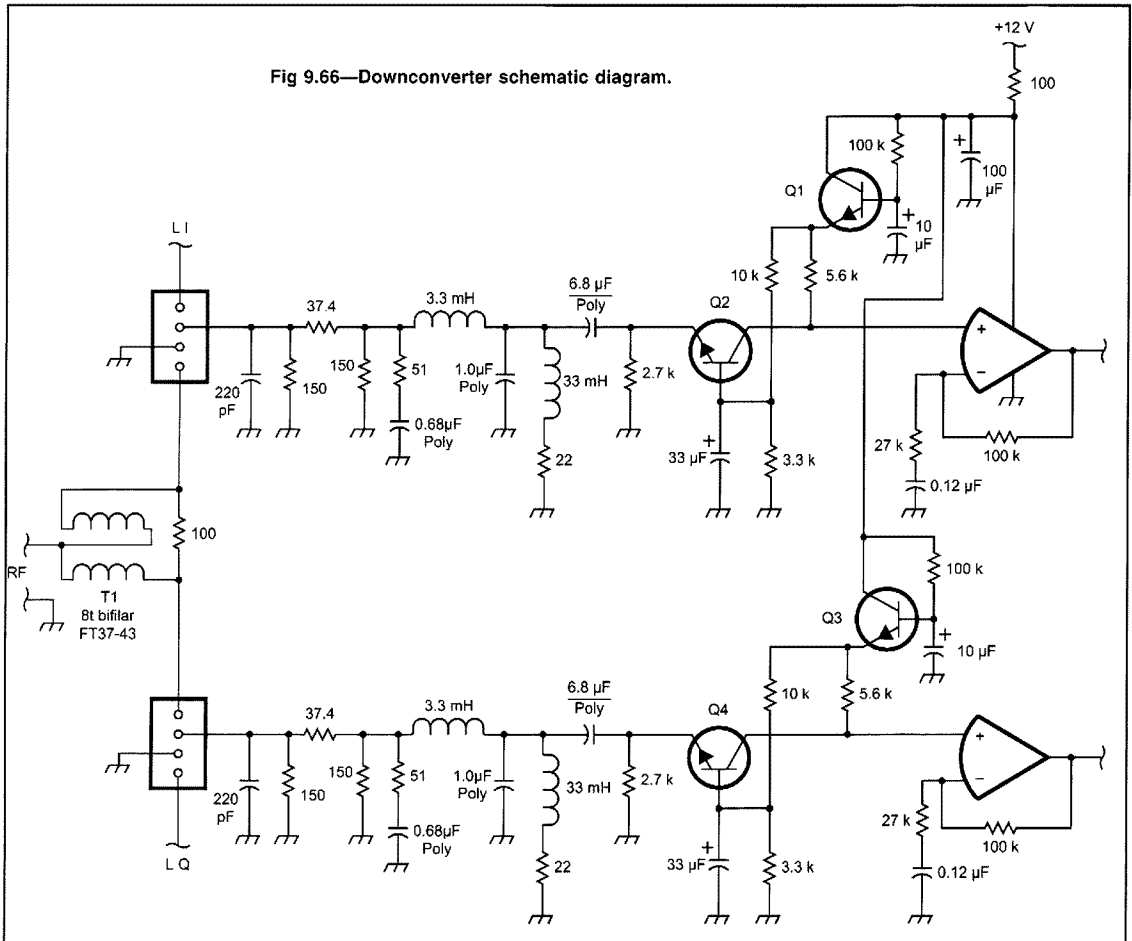 Fig 9.66—Downconverter schematic diagram.
+12 V
100
100 k
+
100
µF
Q1
+
10
µF
L I
10 k
5.6 k
6.8 µF
Poly
Q2
37.4
3.3 mH
+
−
150
51
1.0µF
Poly
33 mH
2.7 k
220
pF
150
0.68µF
Poly
22
+
33 µF
3.3 k
27 k
100 k
0.12 µF
100
RF
T1
8t bifilar
FT37-43
100 k
Q3
+
10 µF
10 k
5.6 k
6.8 µF
Poly
Q4
37.4
3.3 mH
+
−
150
51
1.0µF
Poly
33 mH
2.7 k
220
pF
150
0.68µF
Poly
22
+
33 µF
3.3 k
27 k
100 k
0.12 µF
L Q